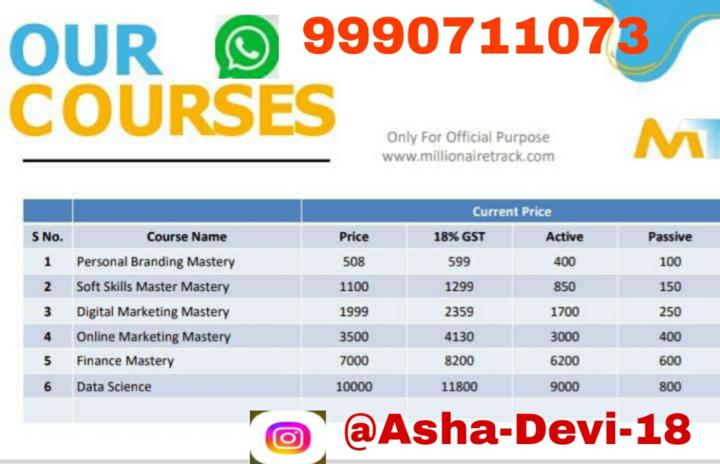 OUR
COURSES
9990711073
Only For Official Purpose
www.millionairetrack.com
MT
Current Price
S No. Course Name Price 18% GST Active Passive
1 Personal Branding Mastery 508 599 400 100
2 Soft Skills Master Mastery 1100 1299 850 150
3 Digital Marketing Mastery 1999 2359 1700 250
4 Online Marketing Mastery 3500 4130 3000 400
5 Finance Mastery 7000 8200 6200 600
6 Data Science 10000 11800 9000 800
@Asha-Devi-18